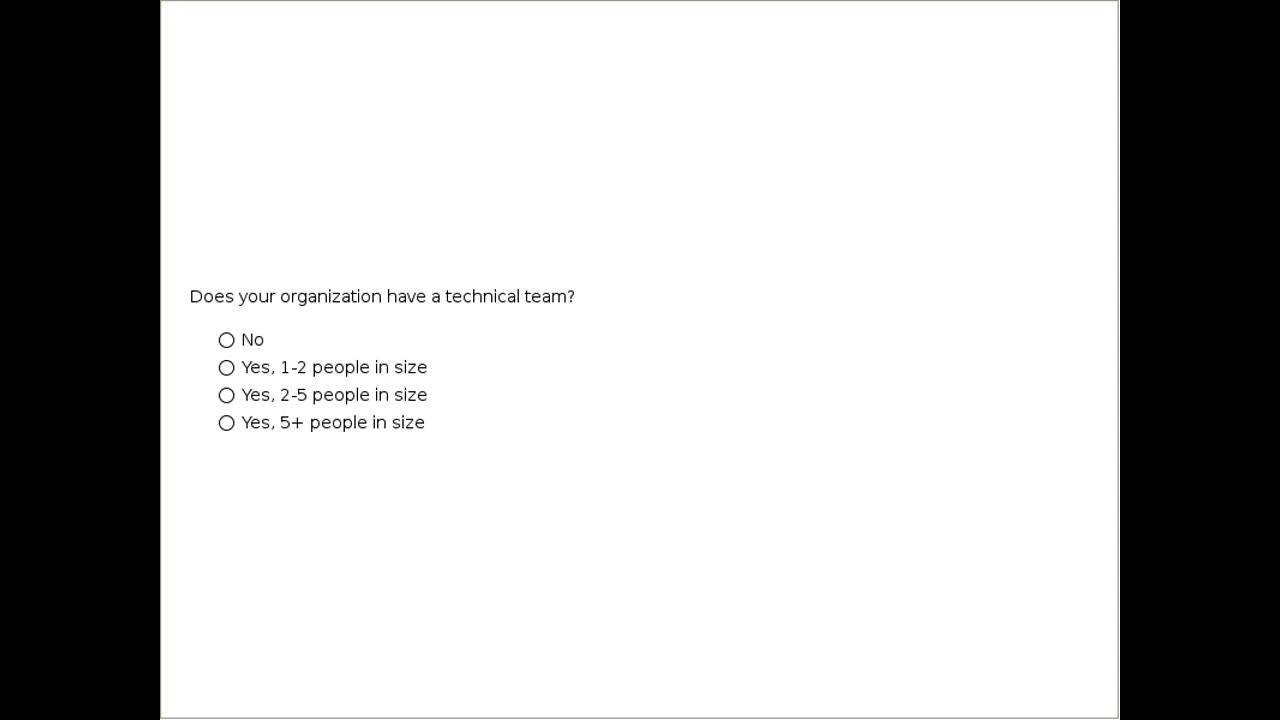 Does your organization have a technical team?
No
Yes, 1-2 people in size
Yes, 2-5 people in size
Yes, 5+ people in size